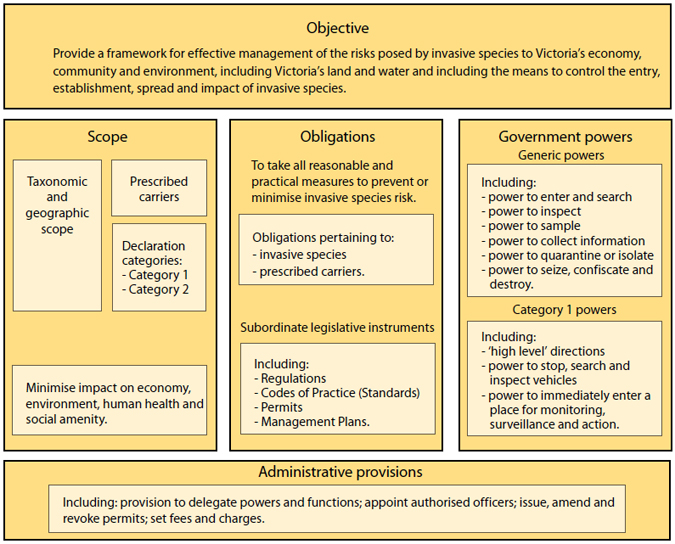 Objective
Provide a framework for effective management of the risks posed by invasive species to Victoria's economy,
community and environment, including Victoria's land and water and including the means to control the entry,
establishment, spread and impact of invasive species.
Scope
Taxonomic
and
geographic
scope
Prescribed
carriers
Declaration
categories:
- Category 1
- Category 2
Minimise impact on economy,
environment, human health and
social amenity.
Obligations
To take all reasonable and
practical measures to prevent or
minimise invasive species risk.
Obligations pertaining to:
- invasive species
- prescribed carriers.
Subordinate legislative instruments
Including:
- Regulations
- Codes of Practice (Standards)
- Permits
- Management Plans.
Government powers
Generic powers
Including:
- power to enter and search
- power to inspect
- power to sample
- power to collect information
- power to quarantine or isolate
- power to seize, confiscate and
destroy.
Category 1 powers
Including:
- ‘high level’ directions
- power to stop, search and
inspect vehicles
- power to immediately enter a
place for monitoring,
surveillance and action.
Administrative provisions
Including: provision to delegate powers and functions; appoint authorised officers; issue, amend and
revoke permits; set fees and charges.